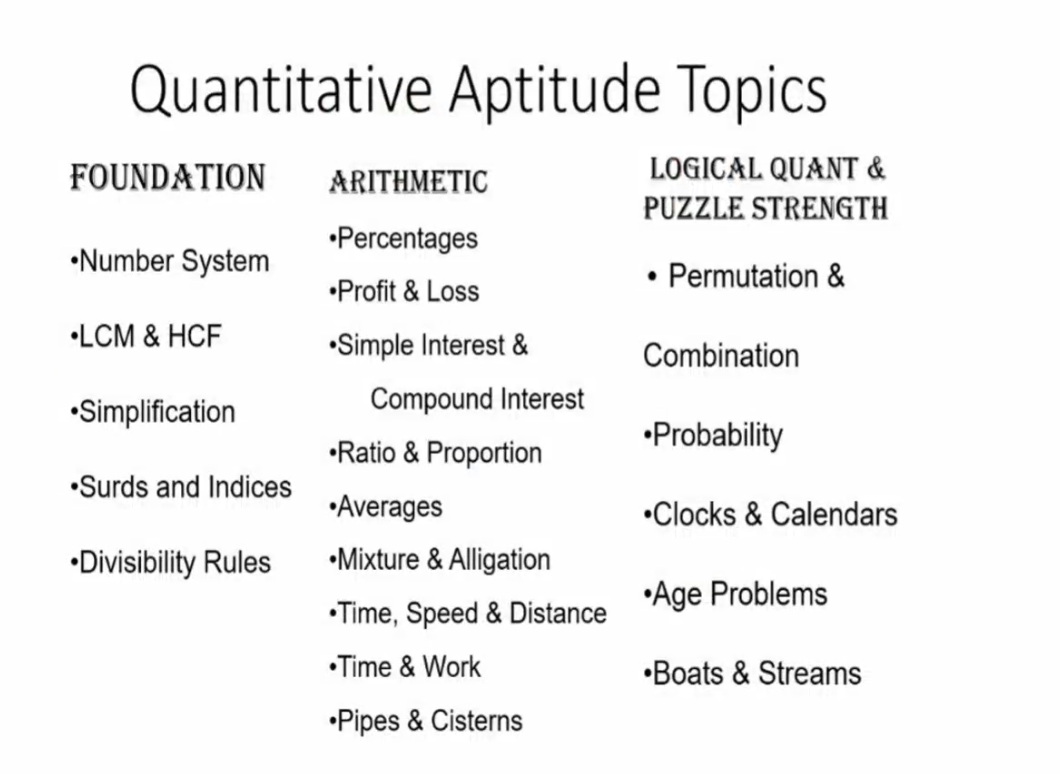 Quantitative Aptitude Topics
FOUNDATION
•Number System
•LCM & HCF
•Simplification
•Surds and Indices
•Divisibility Rules
ARITHMETIC
•Percentages
•Profit & Loss
•Simple Interest &
Compound Interest
•Ratio & Proportion
•Averages
•Mixture & Alligation
•Time, Speed & Distance
•Time & Work
•Pipes & Cisterns
LOGICAL QUANT &
PUZZLE STRENGTH
• Permutation &
Combination
•Probability
•Clocks & Calendars
•Age Problems
•Boats & Streams